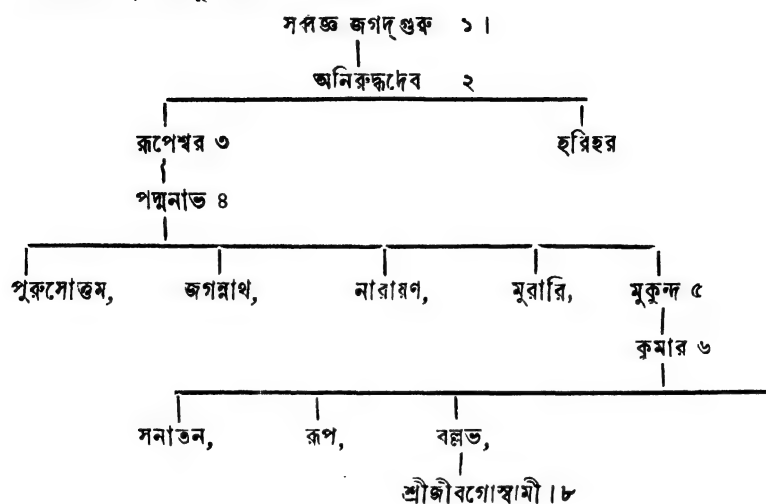 সর্ব্বজ্ঞ জগদ্‌গুরু ১।
অনিরুদ্ধদেব ২
রূপেশ্বর ৩ হরিহর
পদ্মনাভ ৪
পুরুসোত্তম, জগন্নাথ, নারায়ণ, মুরারি, মুকুন্দ ৫
কুমার ৬
সনাতন, রূপ, বল্লভ,
শ্রীজীবগোস্বামী।৮